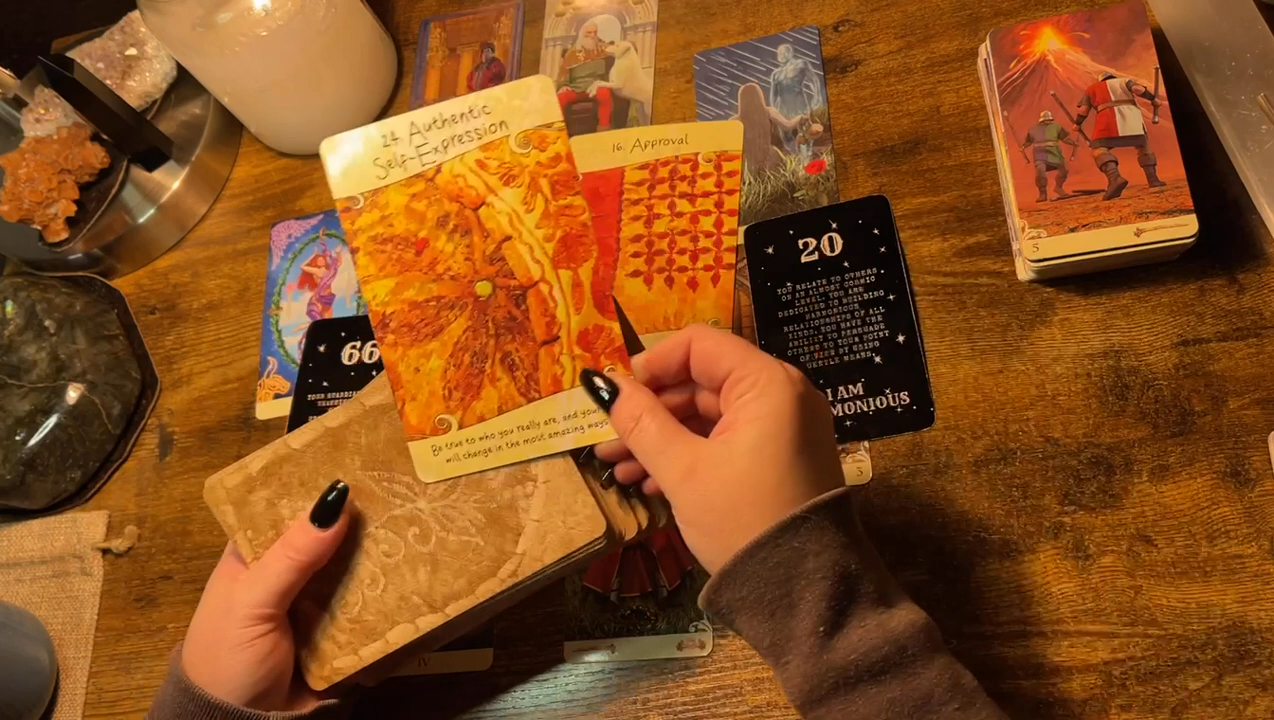 24. Authentic
Self-Expression
Be true to who you really are, and your
will change in the most amazing ways
16. Approval
20
YOU RELATE TO OTHERS
ON AN ALMOST COSMIC
LEVEL. YOU ARE
DEDICATED TO BUILDING
HARMONIOUS
RELATIONSHIPS OF ALL
KINDS. YOU HAVE THE
ABILITY TO PERSUADE
OTHERS TO YOUR POINT
OF VIEW BY USING
GENTLE MEANS.
I AM
MONIOUS
66
5
5
IV